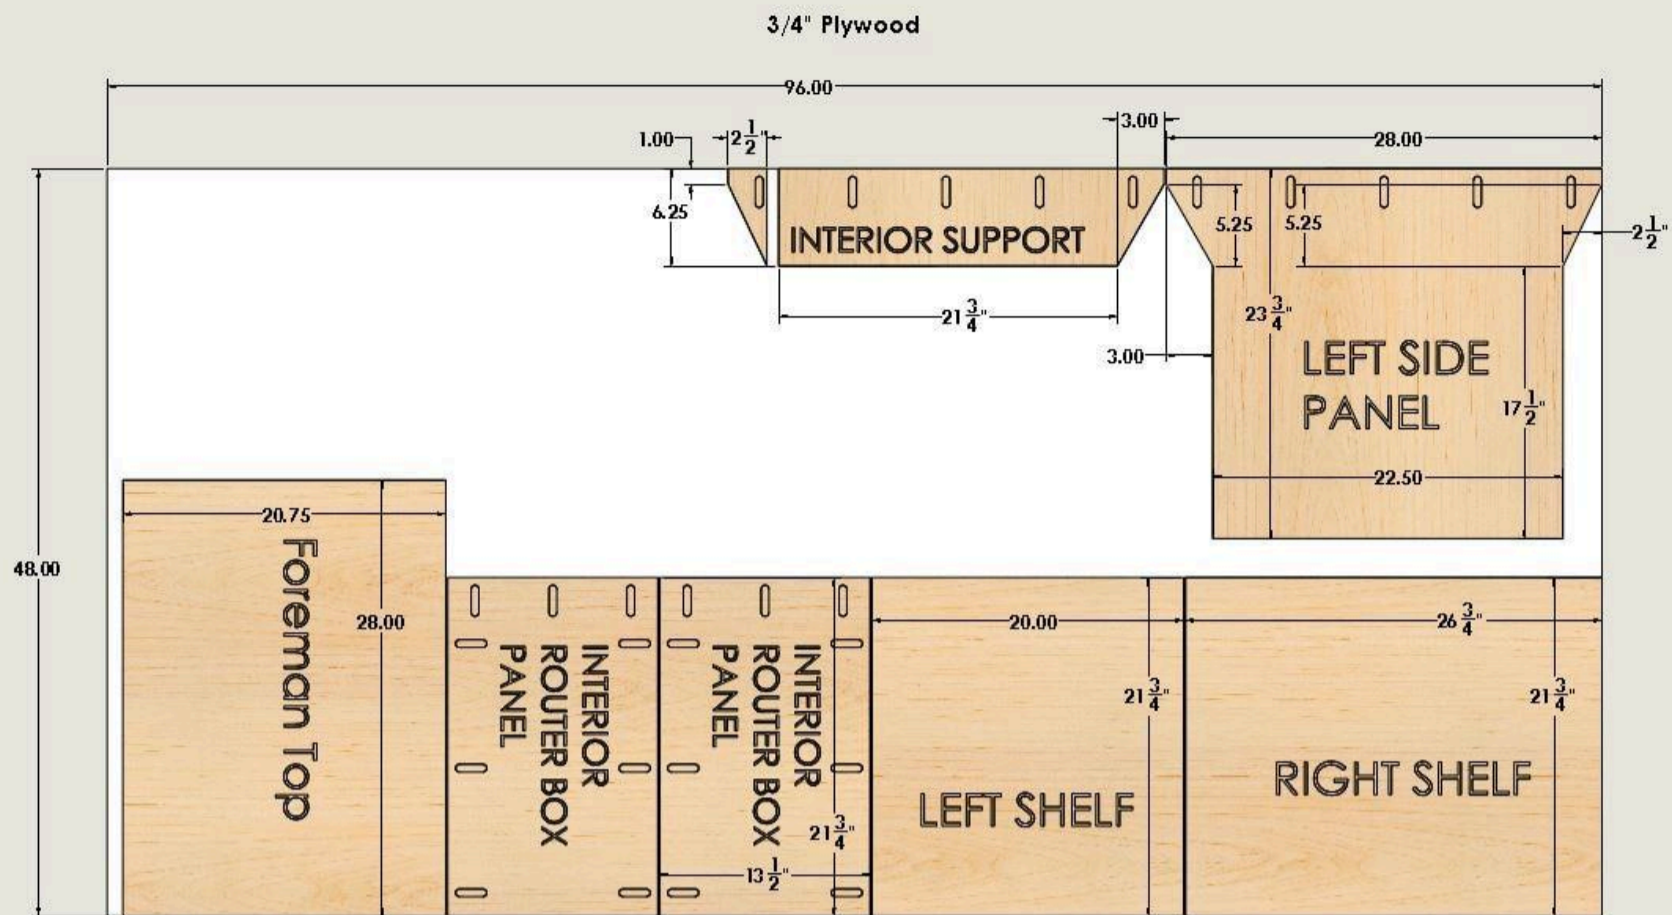 3/4" Plywood
96.00
1.00
2 1/2"
3.00
28.00
6.25
INTERIOR SUPPORT
5.25
5.25
2 1/2"
21 3/4"
23 3/4"
3.00
LEFT SIDE
PANEL
17 1/2"
22.50
20.75
48.00
Foreman Top
28.00
INTERIOR
ROUTER BOX
PANEL
INTERIOR
ROUTER BOX
PANEL
21 3/4"
13 1/2"
20.00
21 3/4"
LEFT SHELF
26 3/4"
21 3/4"
RIGHT SHELF